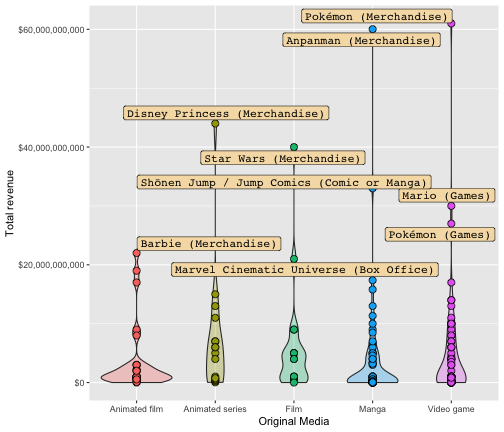 Pokémon (Merchandise)
$60,000,000,000
Anpanman (Merchandise)
Disney Princess (Merchandise)
$40,000,000,000
Star Wars (Merchandise)
Shōnen Jump / Jump Comics (Comic or Manga)
Mario (Games)
Pokémon (Games)
Barbie (Merchandise)
$20,000,000,000
Marvel Cinematic Universe (Box Office)
$0
Total revenue
Animated film
Animated series
Film
Manga
Video game
Original Media